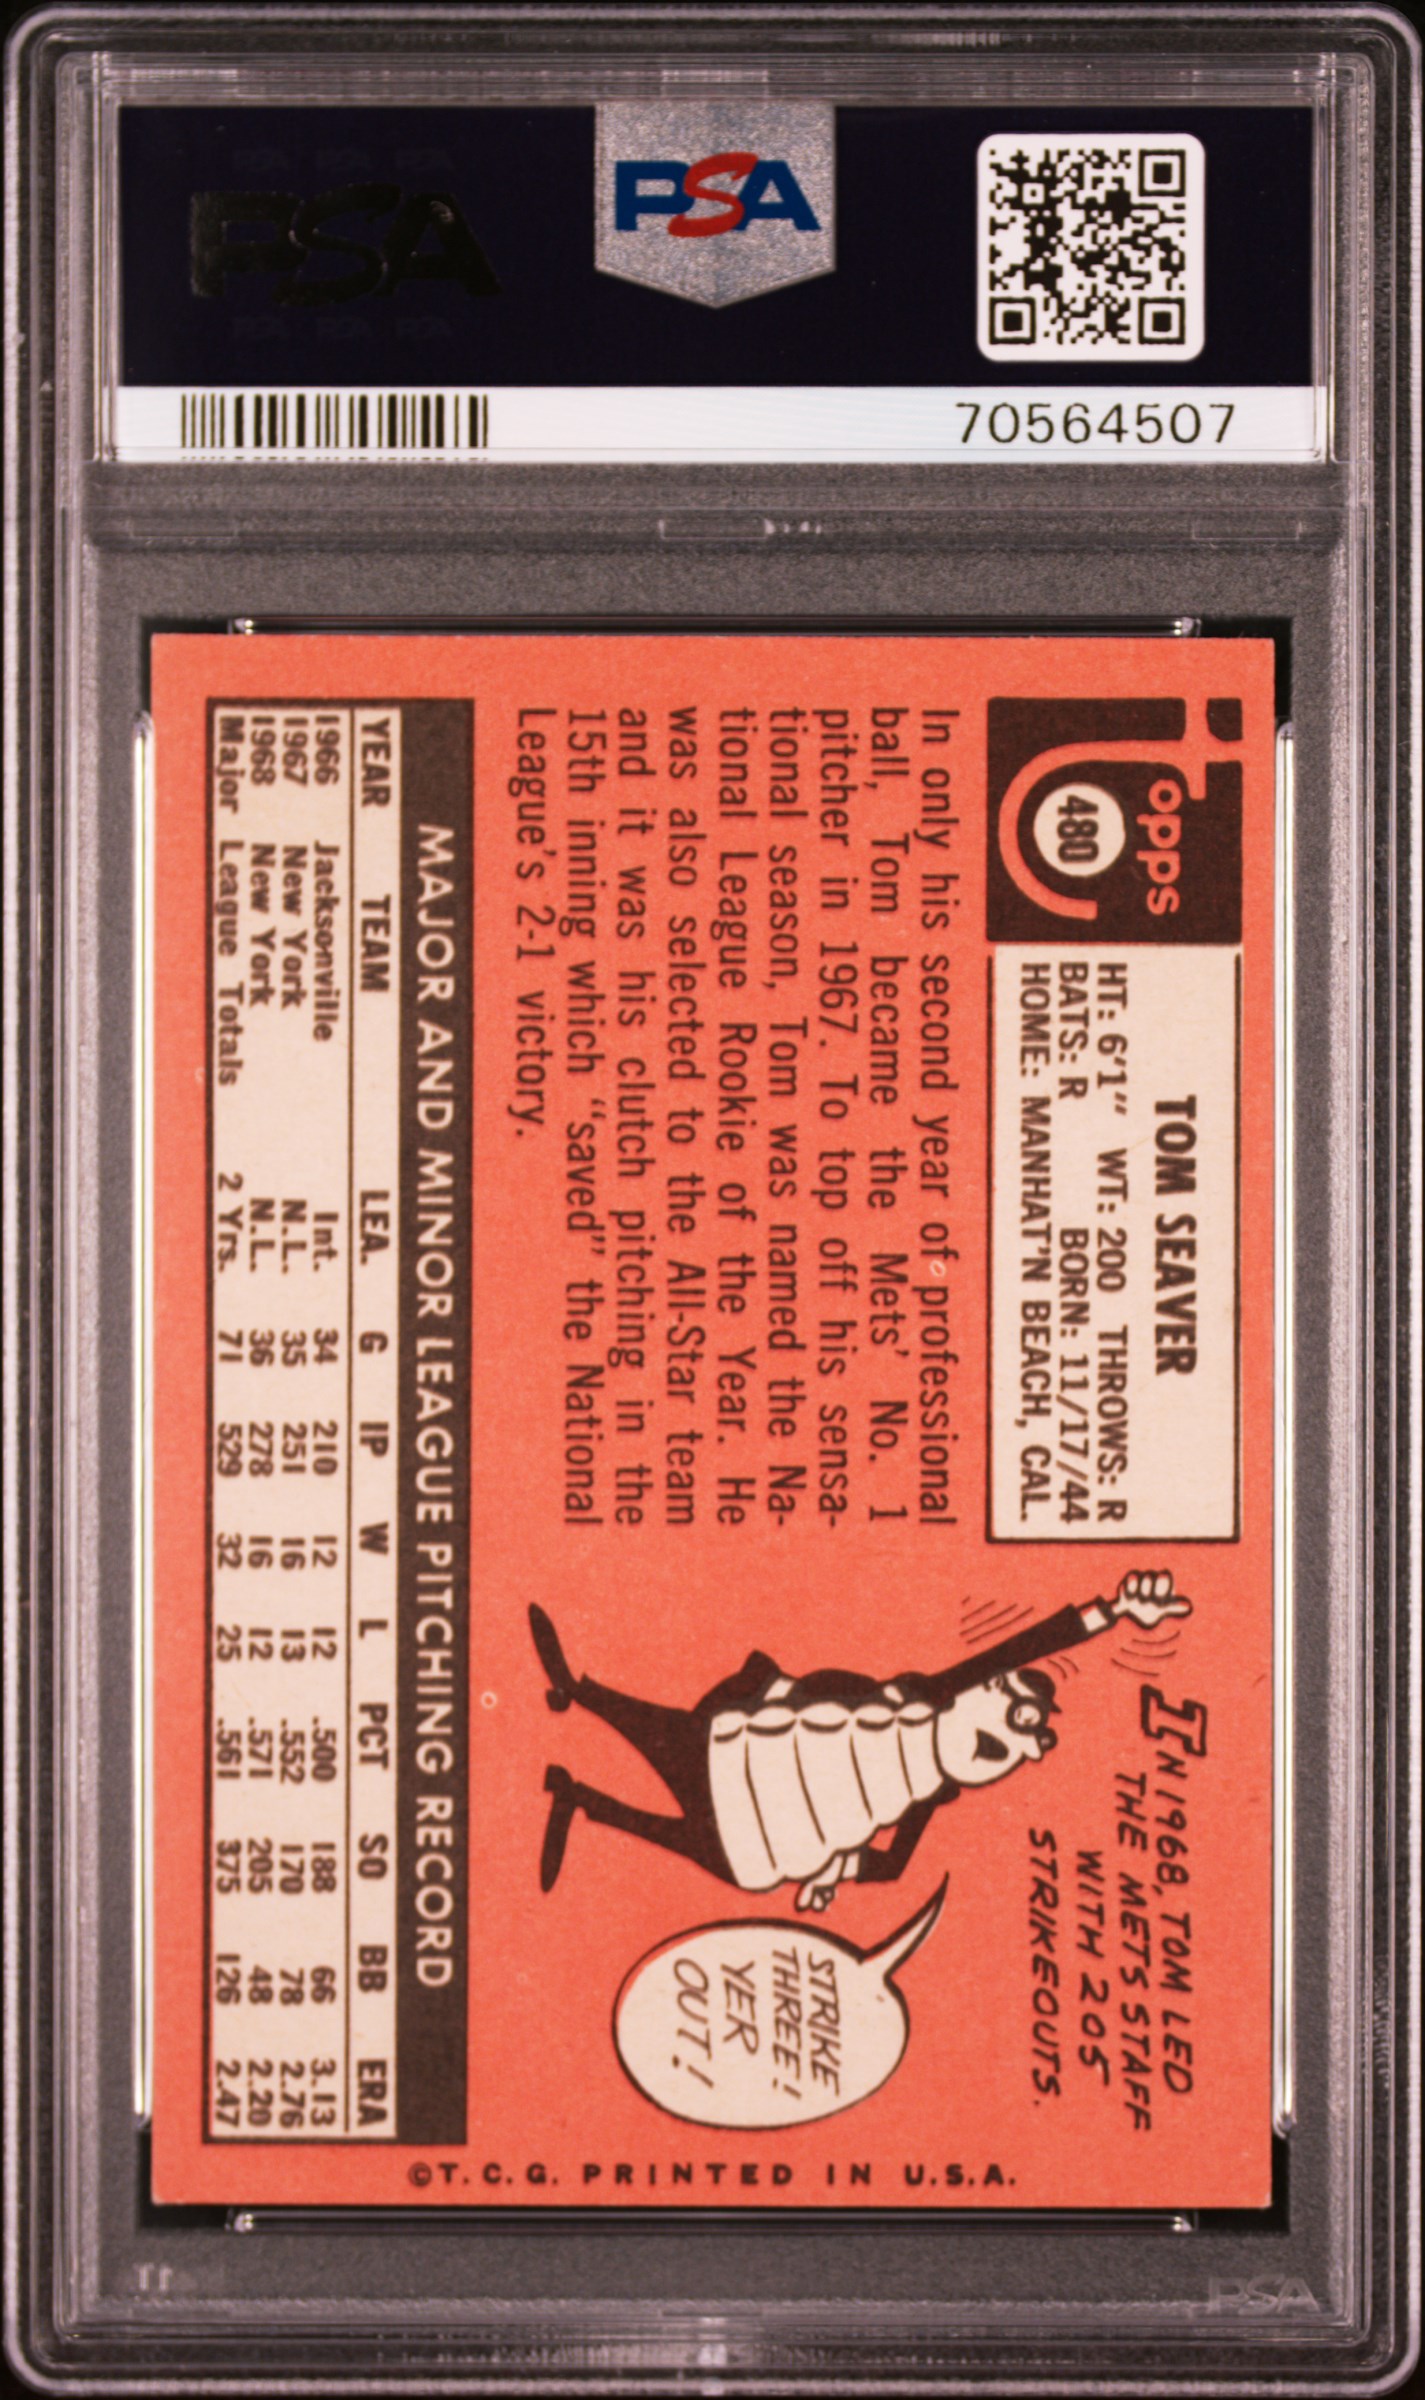 PSA
PSA
70564507
Topps
480
TOM SEAVER
HT: 6'1" WT: 200 THROWS: R
BATS: R BORN: 11/17/44
HOME: MANHAT'N BEACH, CAL.
In only his second year of professional
ball, Tom became the Mets' No. 1
pitcher in 1967. To top off his sensa-
tional season, Tom was named the Na-
tional League Rookie of the Year. He
was also selected to the All-Star team
and it was his clutch pitching in the
15th inning which "saved" the National
League's 2-1 victory.
IN 1968, TOM LED
THE METS STAFF
WITH 205
STRIKEOUTS.
STRIKE
THREE!
YER
OUT!
MAJOR AND MINOR LEAGUE PITCHING RECORD
YEAR TEAM LEA. G IP W L PCT SO BB ERA
1966 Jacksonville Int. 34 210 12 12 .500 188 66 3.13
1967 New York N.L. 35 251 16 13 .552 170 78 2.76
1968 New York N.L. 36 278 16 12 .571 205 48 2.20
Major League Totals 2 Yrs. 71 529 32 25 .561 375 126 2.47
©T.C.G. PRINTED IN U.S.A.
PSA